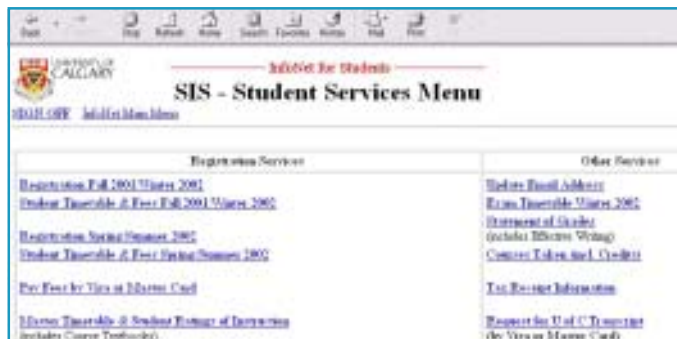 Back Stop Refresh Home Search Favorites History Mail Print
UNIVERSITY OF
CALGARY
InfoNet for Students
SIS - Student Services Menu
SIGN OFF InfoNet Main Menu
Registration Services Other Services
Registration Fall 2001/Winter 2002 Update Email Address
Student Timetable & Fees Fall 2001/Winter 2002 Exam Timetable Winter 2002
Statement of Grades
Registration Spring/Summer 2002 (includes Effective Writing)
Student Timetable & Fees Spring/Summer 2002 Courses Taken (incl. Credits)
Pay Fees by Visa or Master Card Tax Receipt Information
Master Timetable & Student Ratings of Instruction Request for U of C Transcript
(includes Course Textbooks) (by Visa or Master Card)